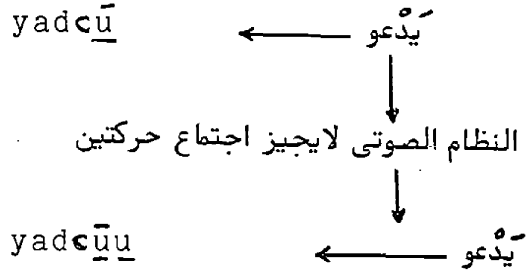 يَدْعو ← yadcū
↓
النظام الصوتى لايجيز اجتماع حركتين
↓
يَدْعو ← yadcūu